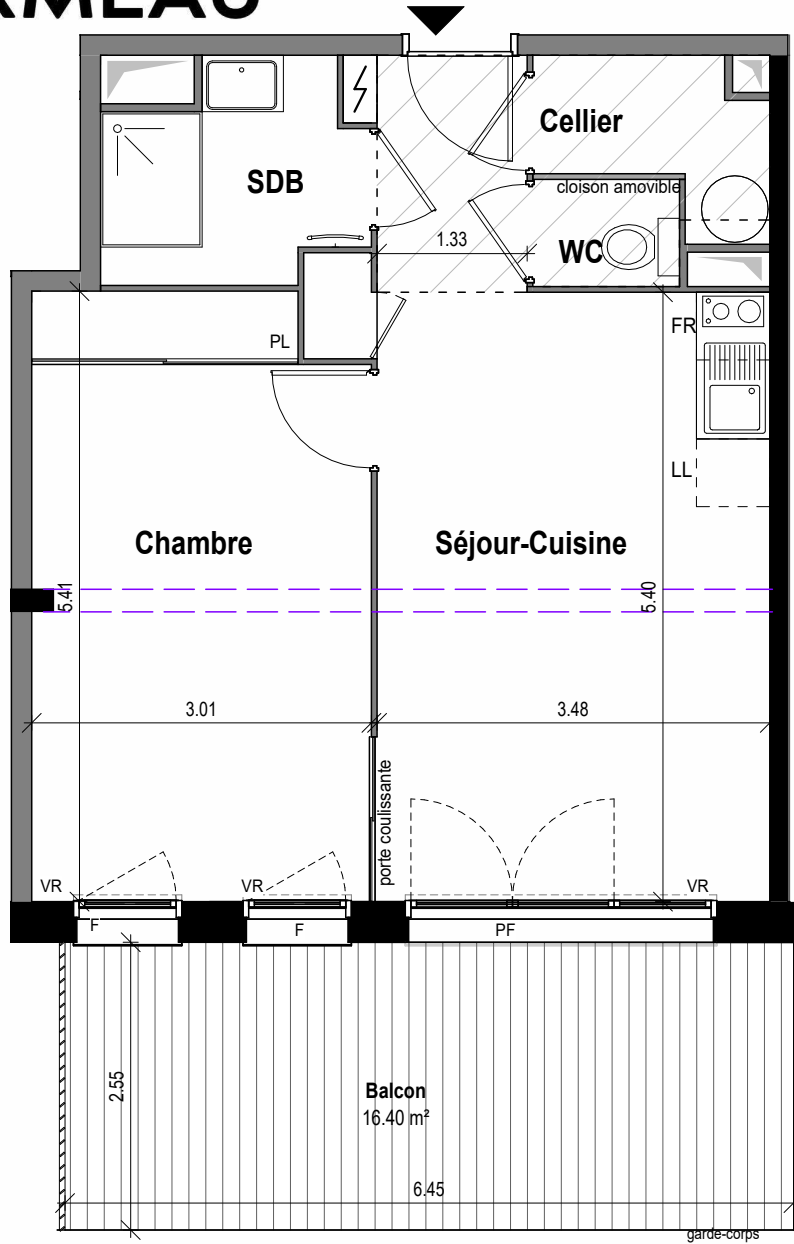 RMEAU
Cellier
SDB
cloison amovible
1.33
WC
FR
PL
LL
Chambre
Séjour-Cuisine
5.41
5.40
3.01
3.48
porte coulissante
VR
VR
VR
F
F
PF
2.55
Balcon
16.40 m²
6.45
garde-corps